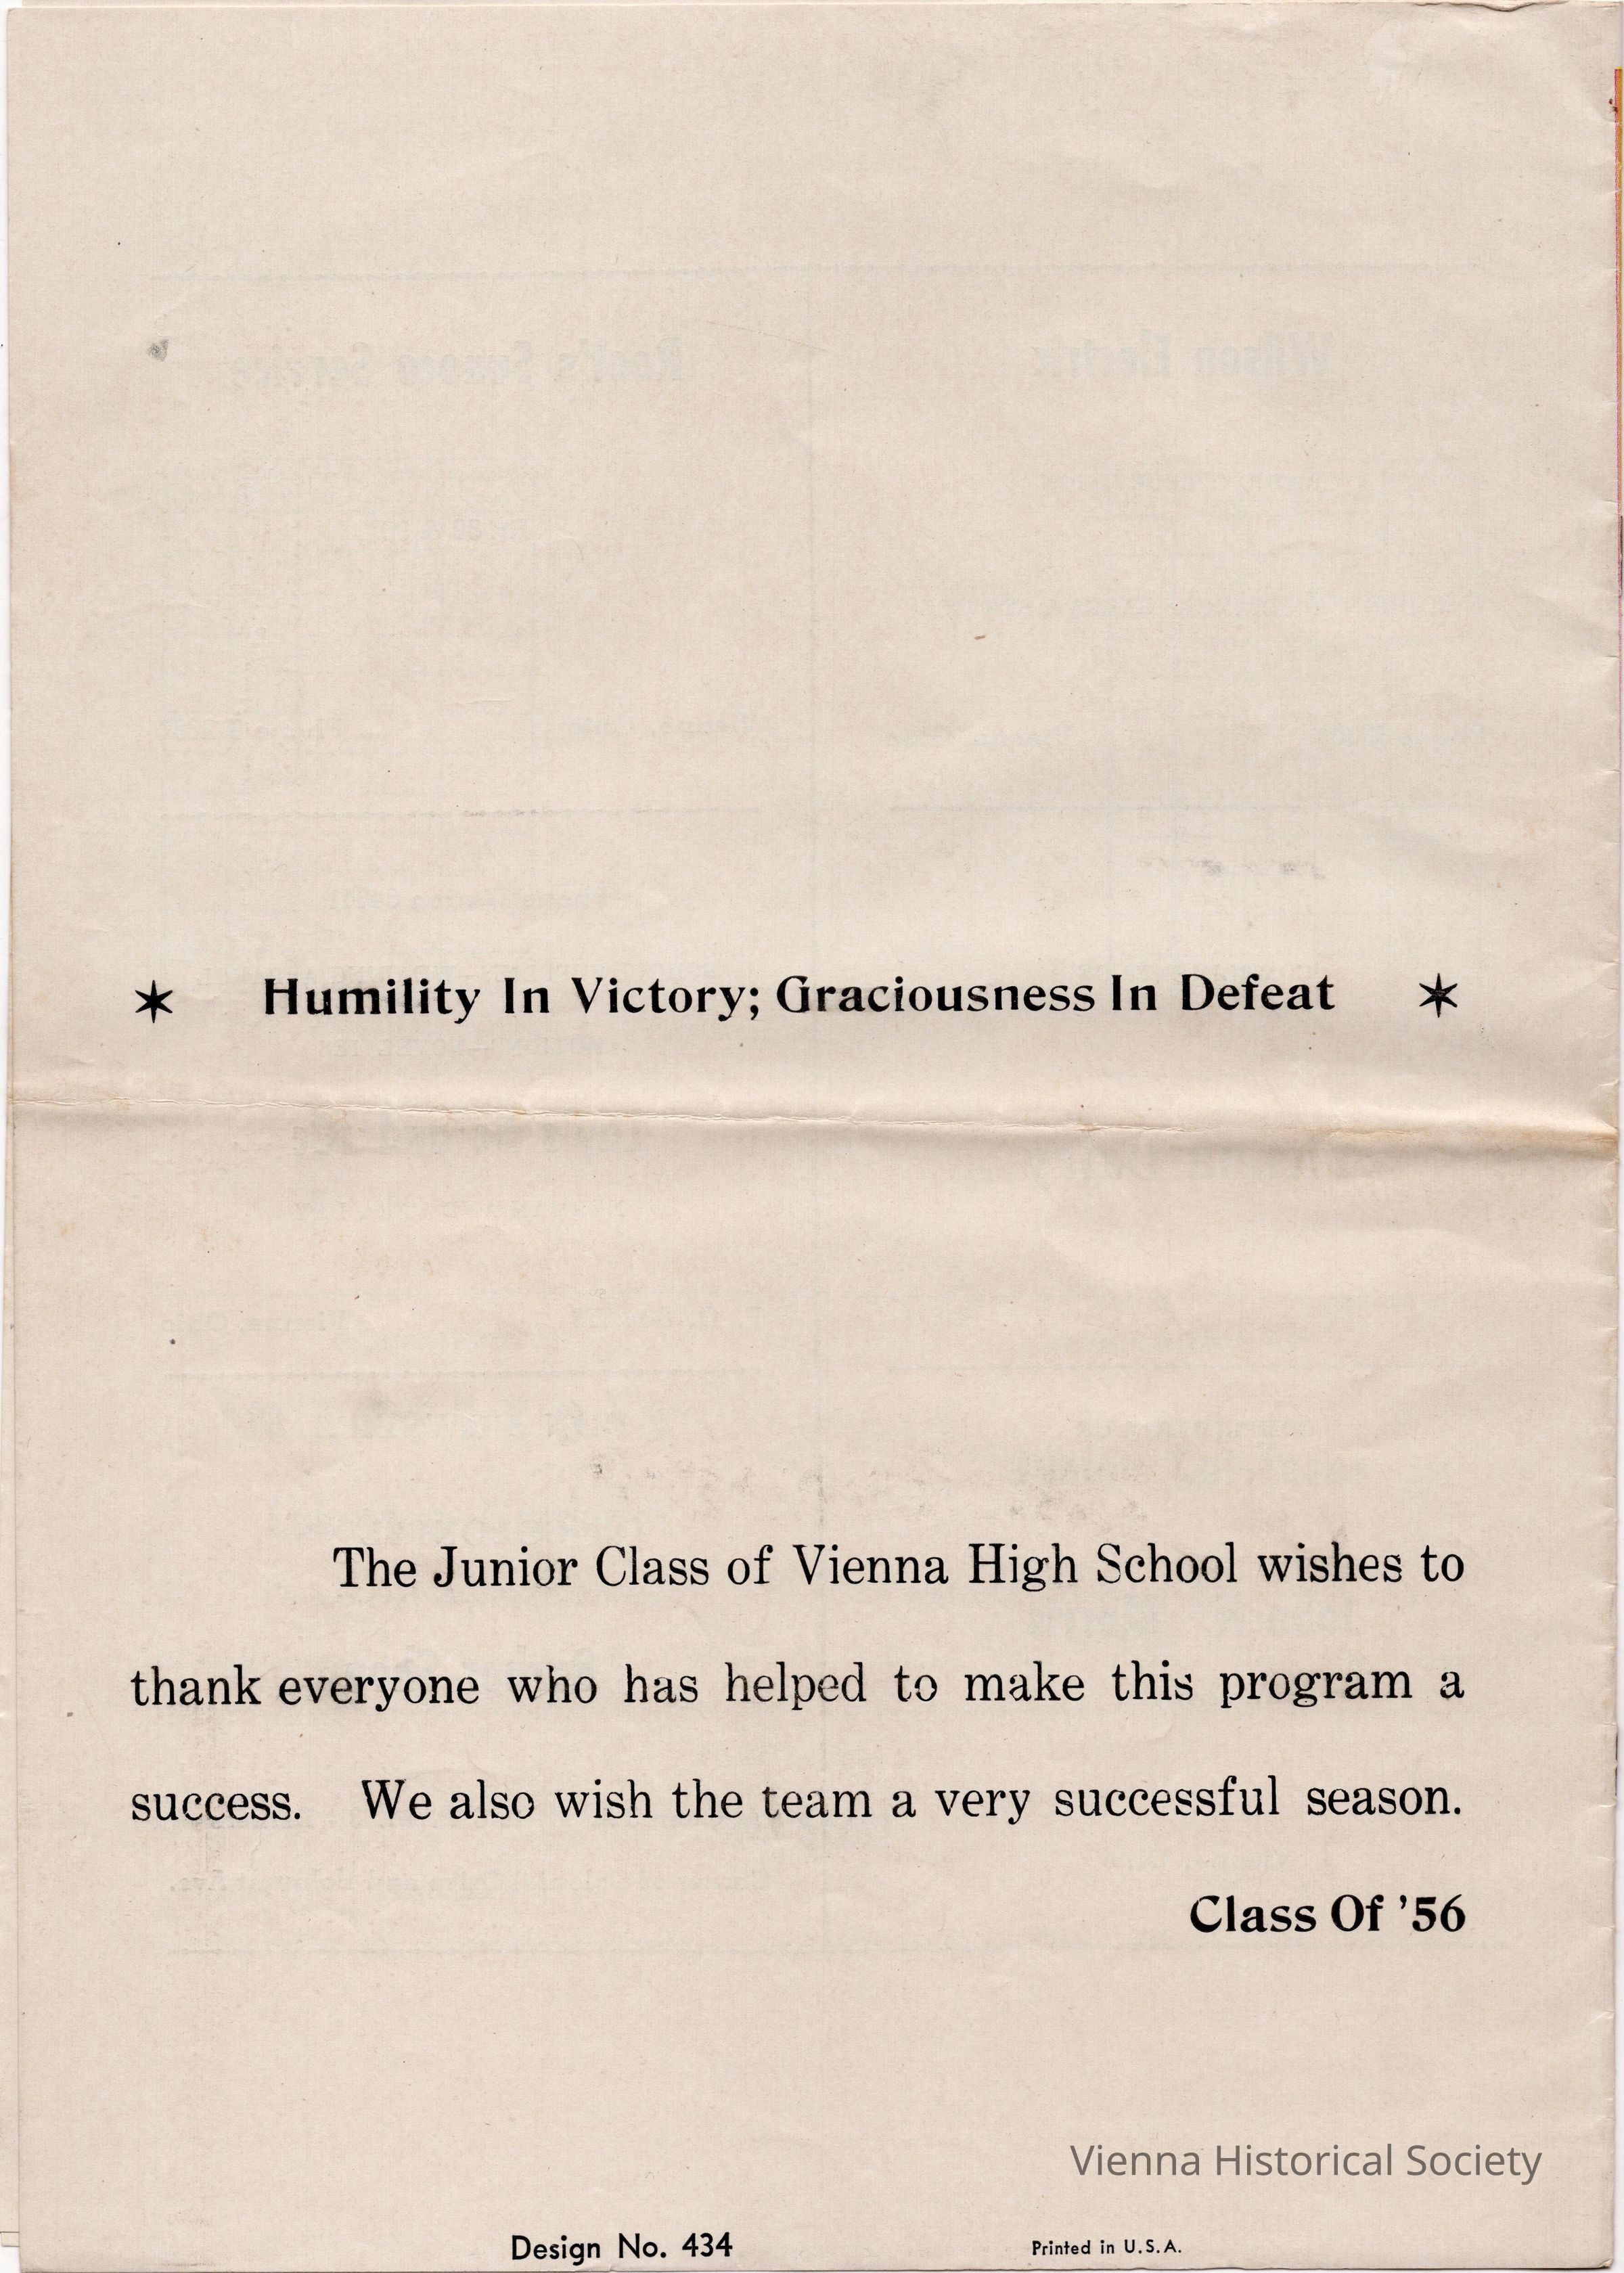 * Humility In Victory; Graciousness In Defeat *
The Junior Class of Vienna High School wishes to
thank everyone who has helped to make this program a
success. We also wish the team a very successful season.
Class Of '56
Vienna Historical Society
Design No. 434 Printed in U.S.A.